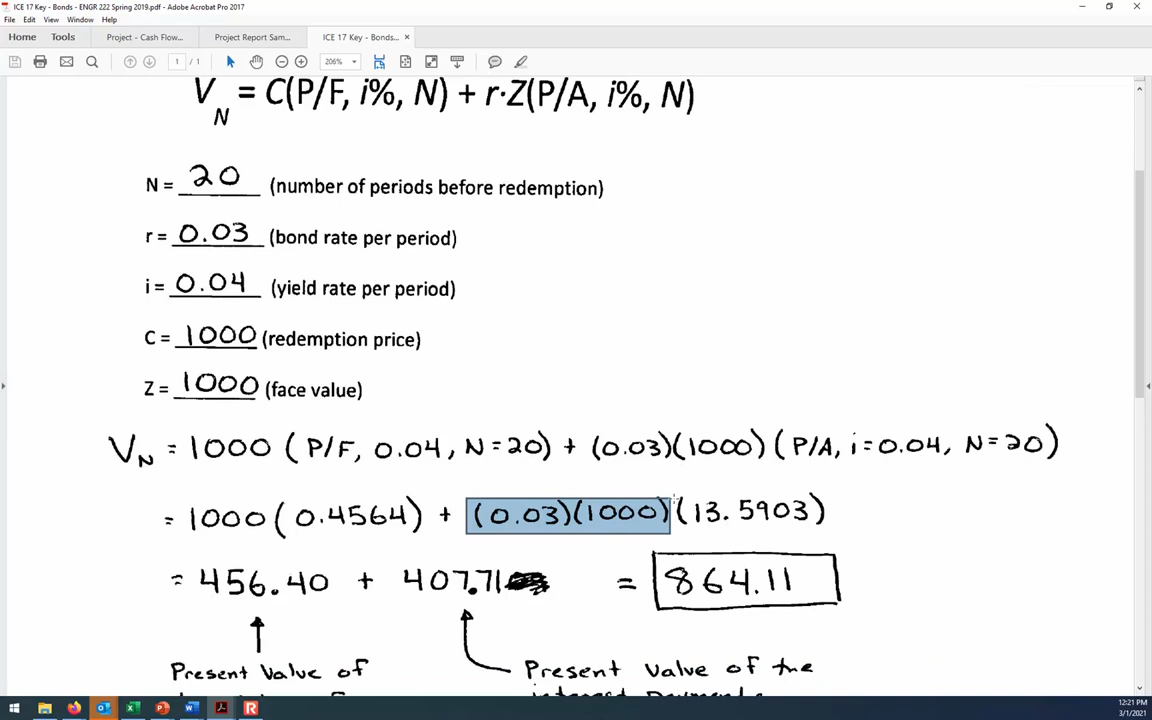 ICE 17 Key - Bonds - ENGR 222 Spring 2019.pdf - Adobe Acrobat Pro 2017
File Edit View Window Help
Home Tools Project - Cash Flow... Project Report Sam... ICE 17 Key - Bonds... ×
1 / 1 206%
V_N = C(P/F, i%, N) + r·Z(P/A, i%, N)
N = 20 (number of periods before redemption)
r = 0.03 (bond rate per period)
i = 0.04 (yield rate per period)
C = 1000 (redemption price)
Z = 1000 (face value)
V_N = 1000 (P/F, 0.04, N=20) + (0.03)(1000)(P/A, i=0.04, N=20)
= 1000 (0.4564) + (0.03)(1000)(13.5903)
= 456.40 + 407.71 = 864.11
Present Value of Present Value of the
interest payments
12:21 PM
3/1/2021